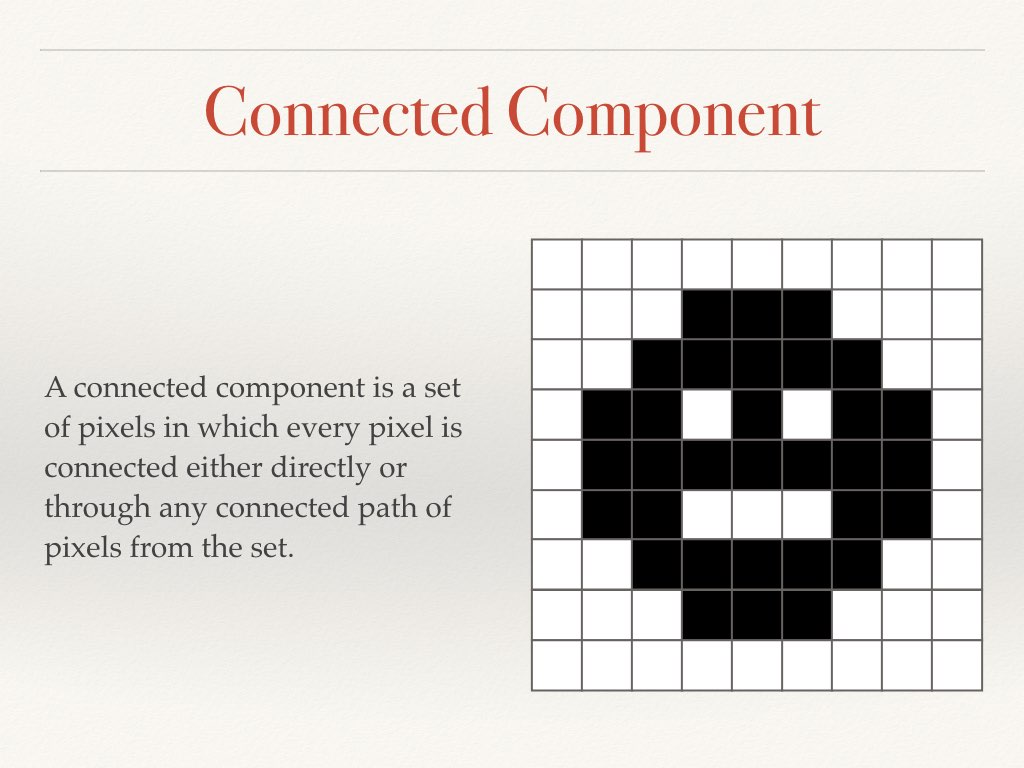 Connected Component
A connected component is a set
of pixels in which every pixel is
connected either directly or
through any connected path of
pixels from the set.